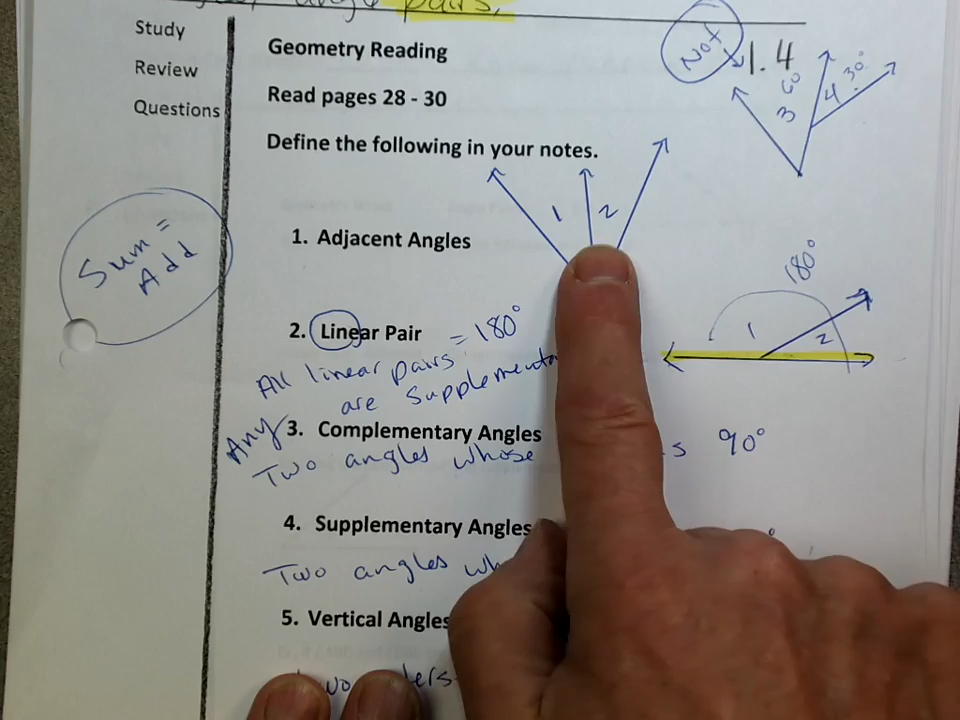 angle pairs.
Study
Review
Questions
Geometry Reading
Not
1.4
Read pages 28 - 30
3 60
4 30°
Define the following in your notes.
1 2
Sum =
Add
1. Adjacent Angles
180°
2. Linear Pair = 180°
1 2
All linear pairs
are Supplementa
Any 3. Complementary Angles
Two angles whose s 90°
4. Supplementary Angles
Two angles wh
5. Vertical Angles